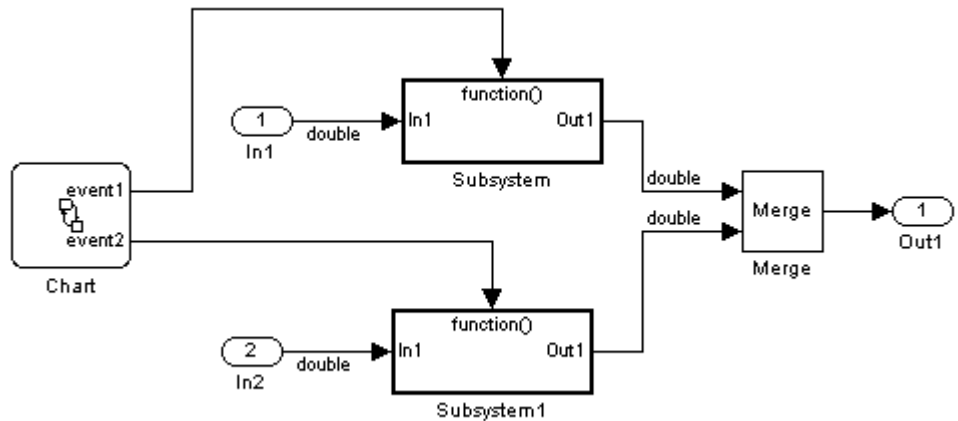 function()
1
In1
Out1
double
In1
Subsystem
event1
event2
Chart
double
double
Merge
Merge
1
Out1
function()
2
In1
Out1
double
In2
Subsystem1